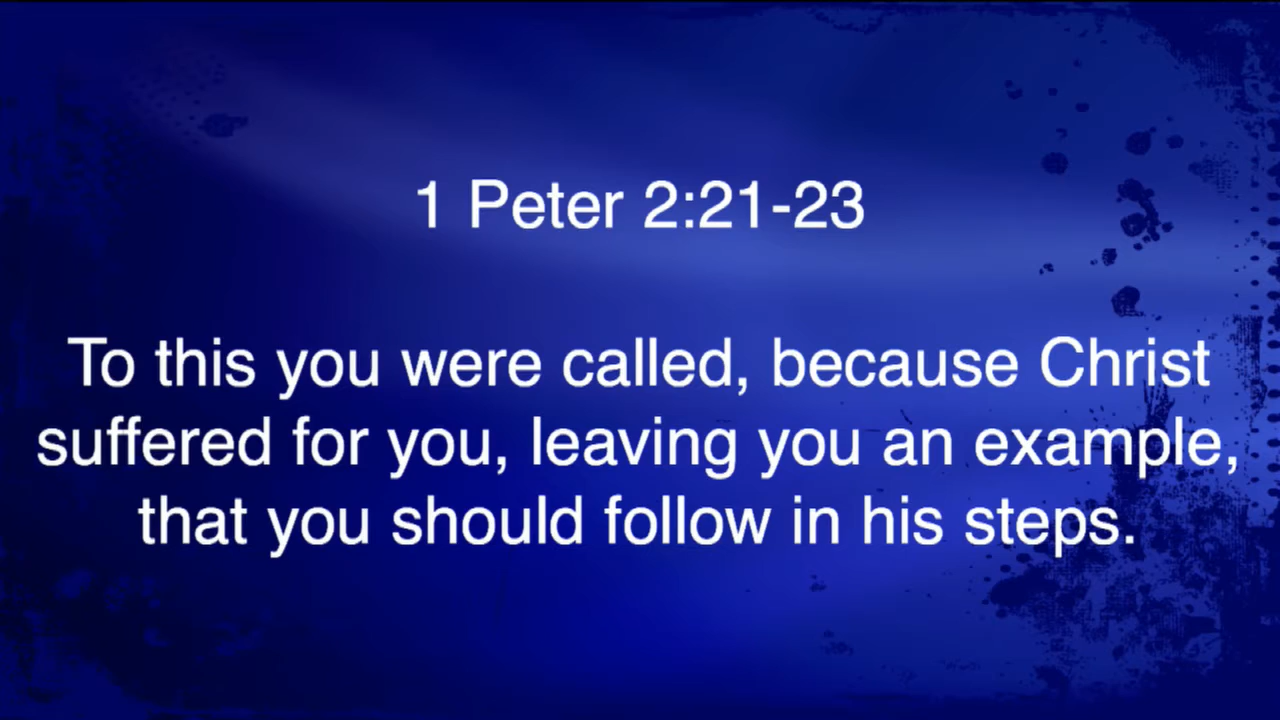 1 Peter 2:21-23
To this you were called, because Christ
suffered for you, leaving you an example,
that you should follow in his steps.